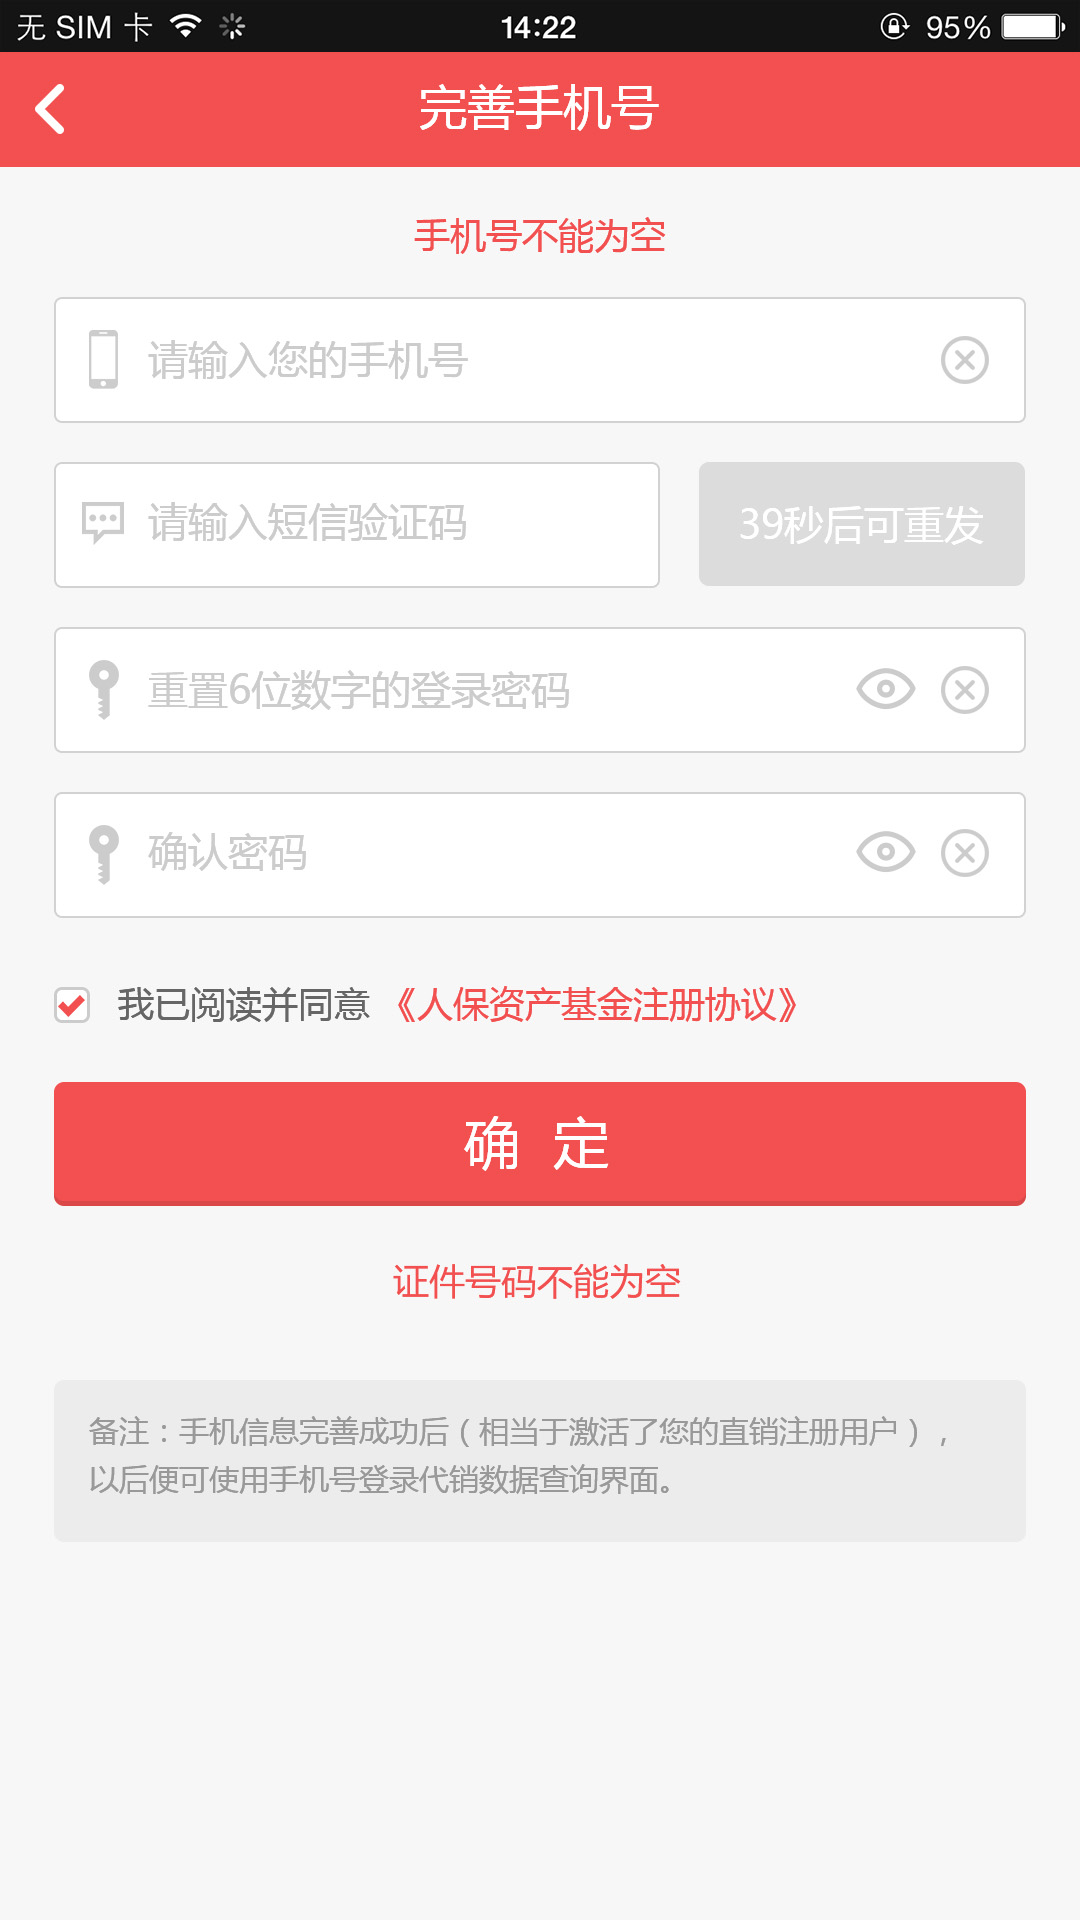 无 SIM 卡 14:22 95%
完善手机号
手机号不能为空
请输入您的手机号
请输入短信验证码 39秒后可重发
重置6位数字的登录密码
确认密码
我已阅读并同意 《人保资产基金注册协议》
确 定
证件号码不能为空
备注：手机信息完善成功后（相当于激活了您的直销注册用户），
以后便可使用手机号登录代销数据查询界面。